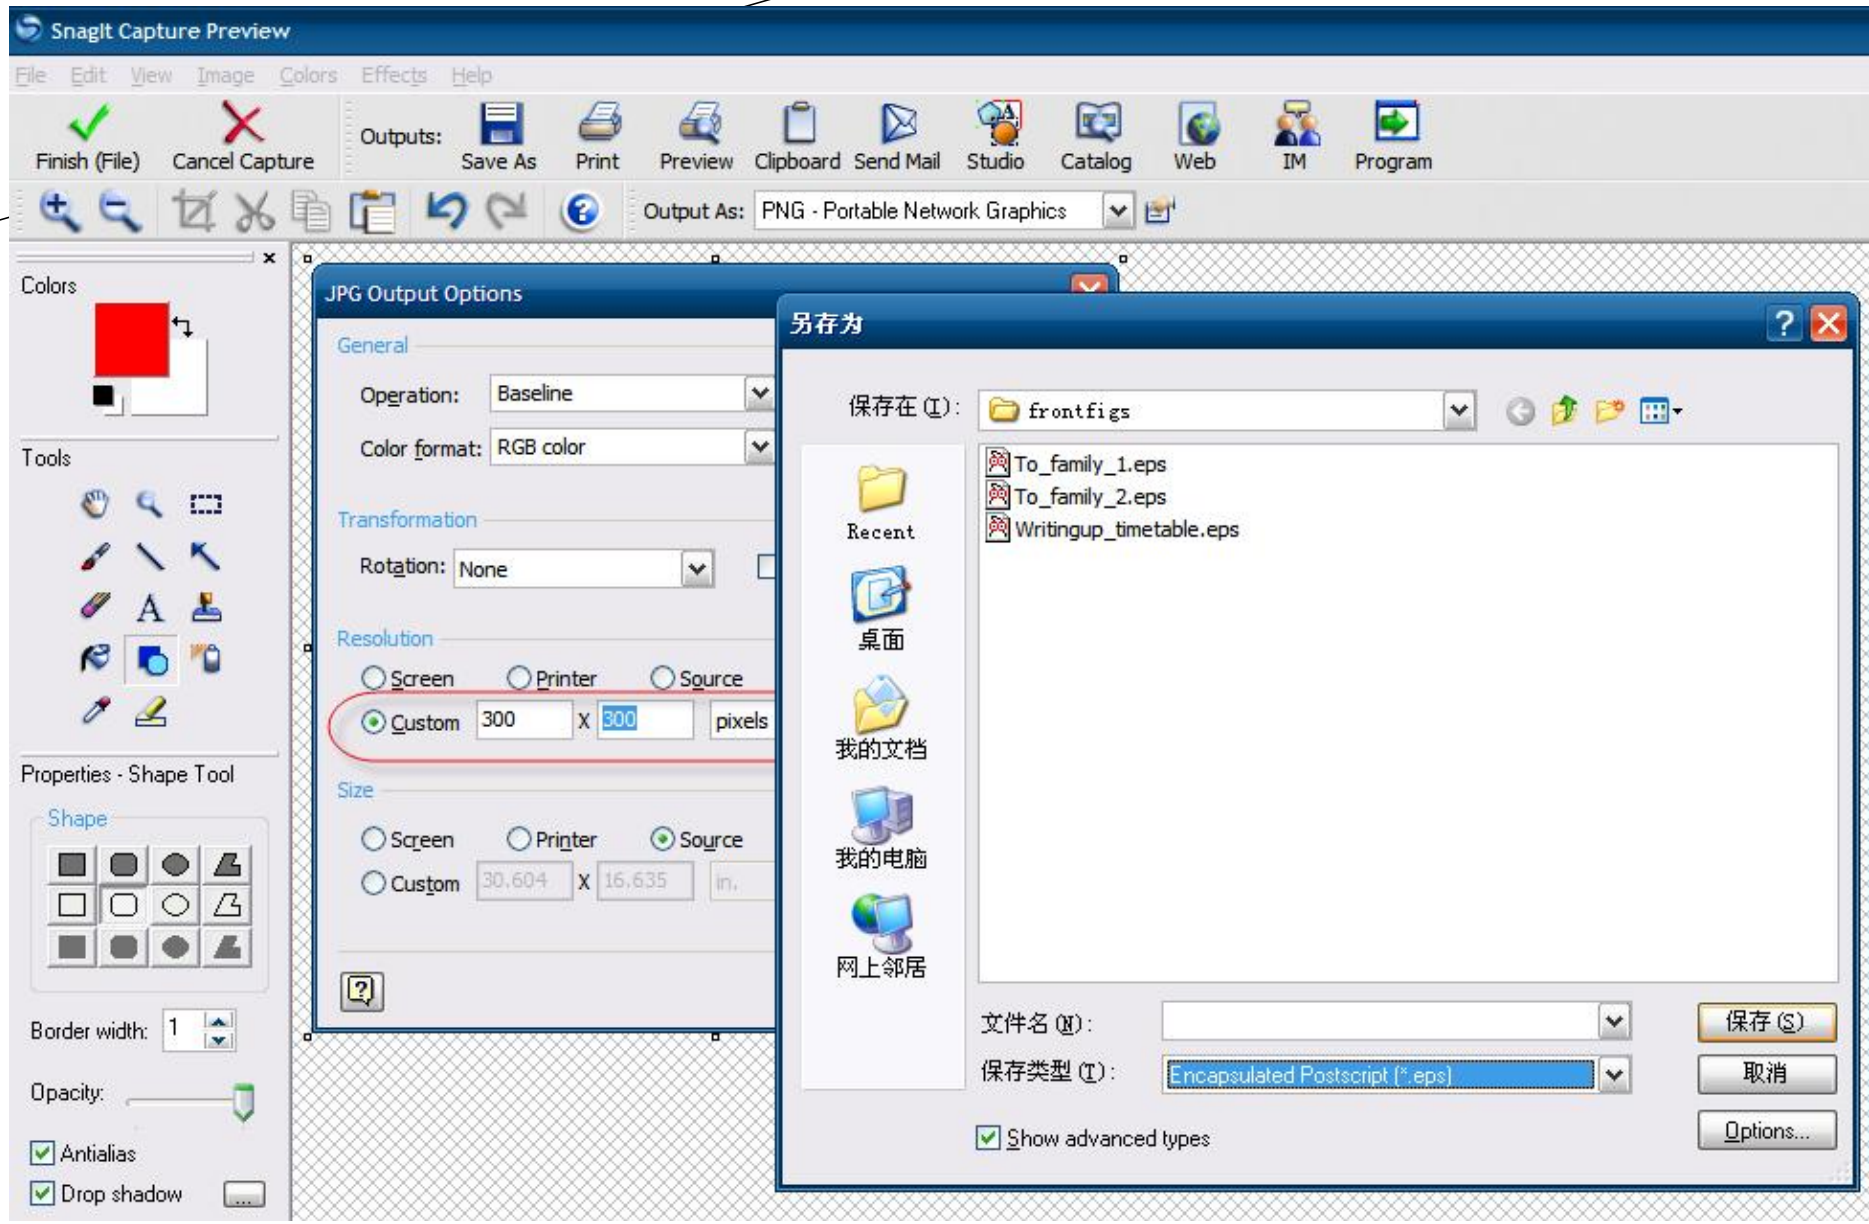 SnagIt Capture Preview
File Edit View Image Colors Effects Help
Finish (File) Cancel Capture Outputs: Save As Print Preview Clipboard Send Mail Studio Catalog Web IM Program
Output As: PNG - Portable Network Graphics
Colors
Tools
Properties - Shape Tool
Shape
Border width: 1
Opacity:
Antialias
Drop shadow ...
JPG Output Options
General
Operation: Baseline
Color format: RGB color
Transformation
Rotation: None
Resolution
Screen Printer Source
Custom 300 X 300 pixels
Size
Screen Printer Source
Custom 30.604 X 16.635 in.
另存为
保存在(I): frontfigs
To_family_1.eps
To_family_2.eps
Writingup_timetable.eps
Recent
桌面
我的文档
我的电脑
网上邻居
文件名(N): 保存(S)
保存类型(T): Encapsulated Postscript (*.eps) 取消
Show advanced types Options...